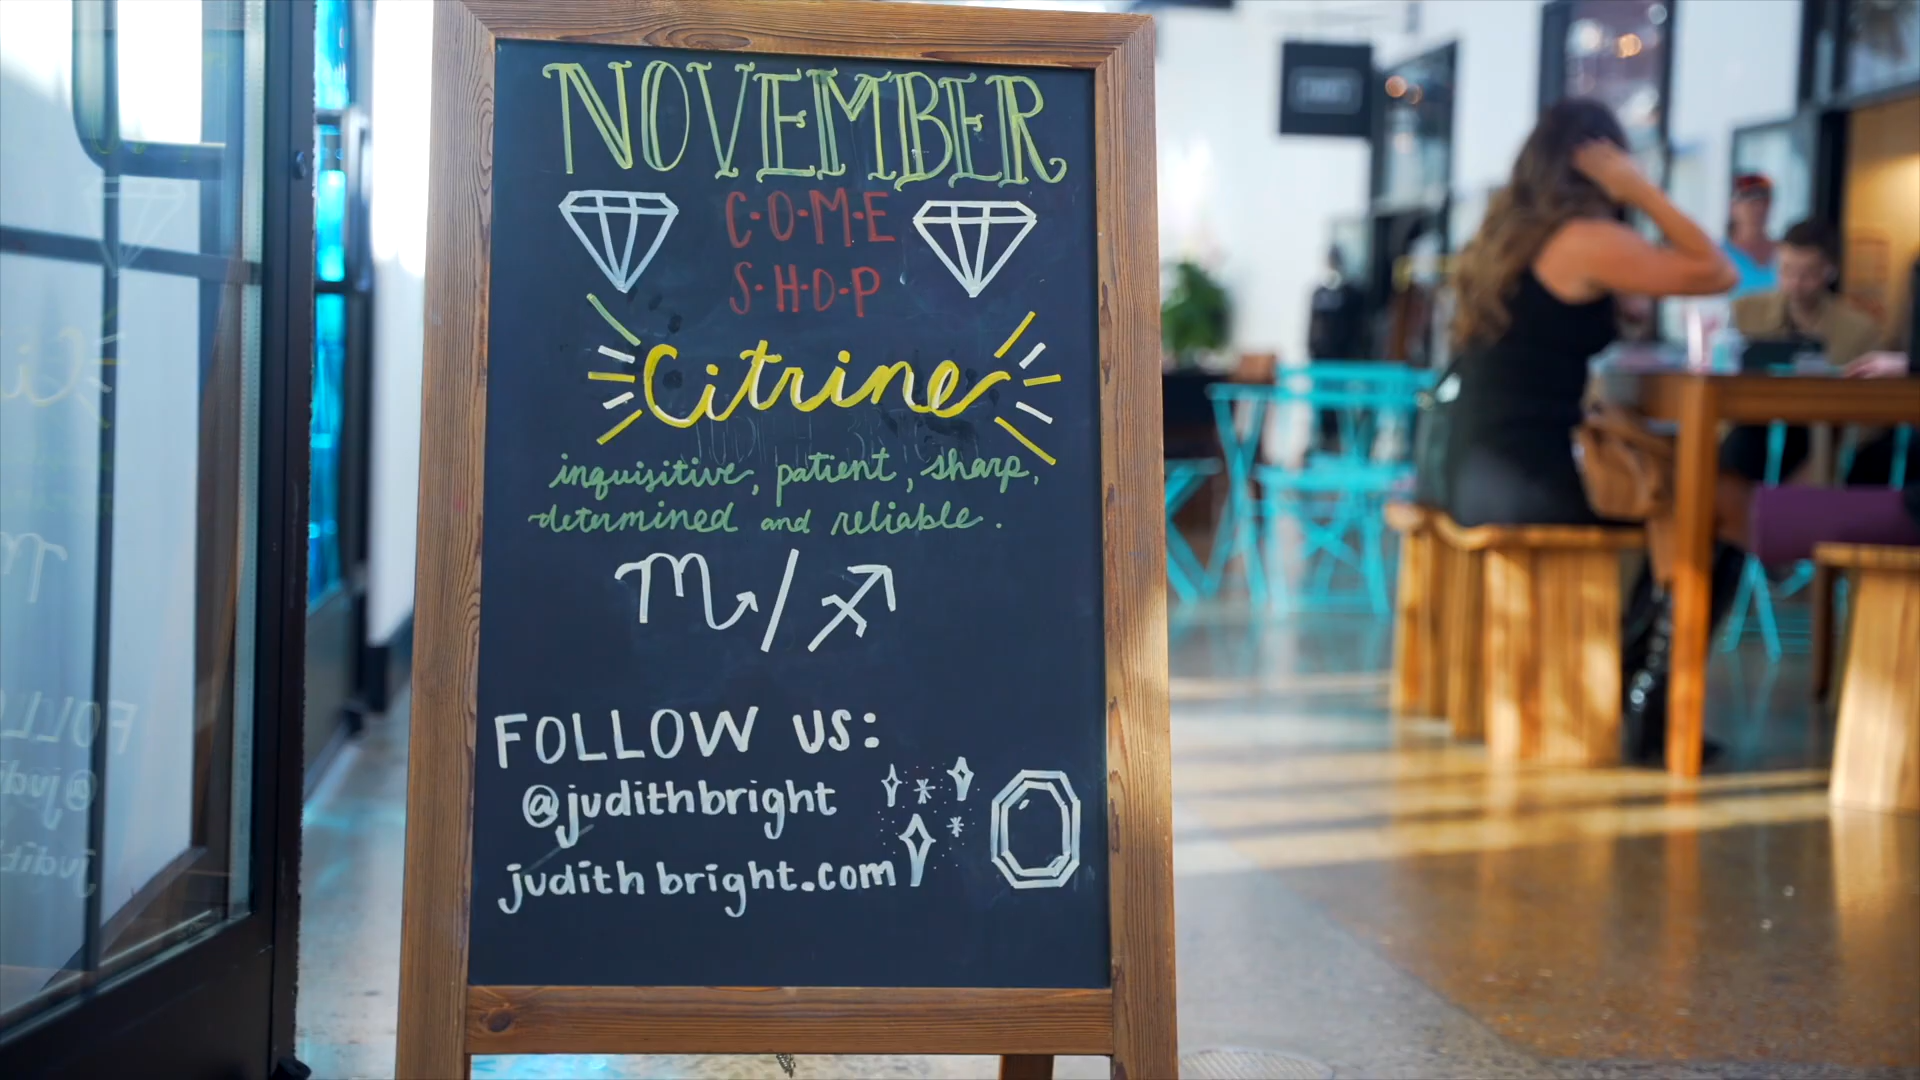 NOVEMBER
C·O·M·E
S·H·O·P
Citrine
inquisitive, patient, sharp,
determined and reliable.
♏/♐
FOLLOW US:
@judithbright
judithbright.com